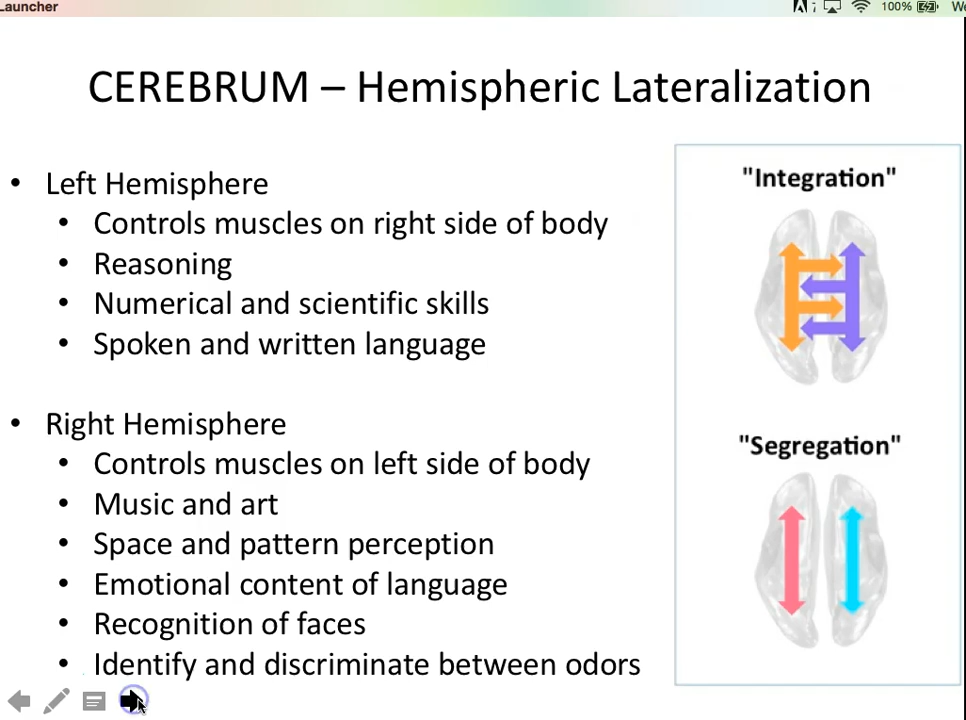 Launcher
100%
We
CEREBRUM – Hemispheric Lateralization
• Left Hemisphere
• Controls muscles on right side of body
• Reasoning
• Numerical and scientific skills
• Spoken and written language
• Right Hemisphere
• Controls muscles on left side of body
• Music and art
• Space and pattern perception
• Emotional content of language
• Recognition of faces
• Identify and discriminate between odors
"Integration"
"Segregation"